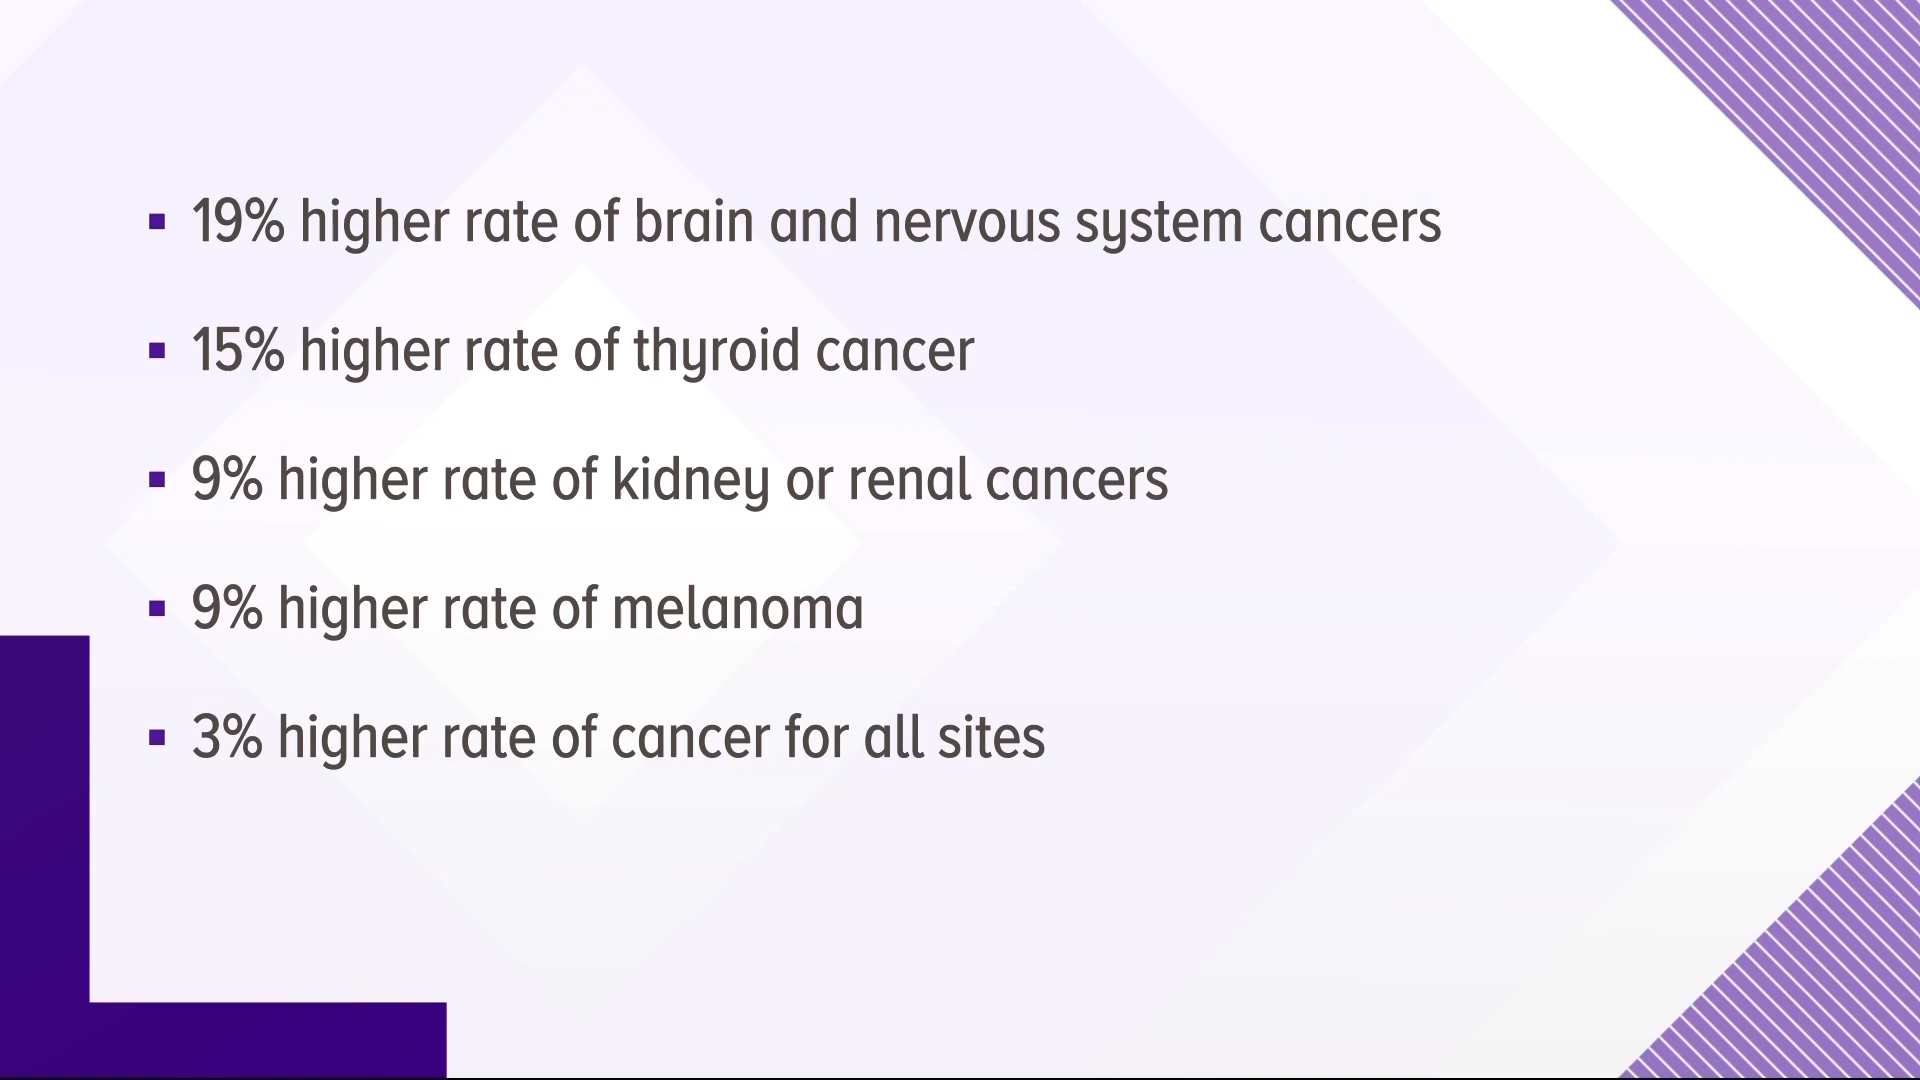 ▪ 19% higher rate of brain and nervous system cancers
▪ 15% higher rate of thyroid cancer
▪ 9% higher rate of kidney or renal cancers
▪ 9% higher rate of melanoma
▪ 3% higher rate of cancer for all sites